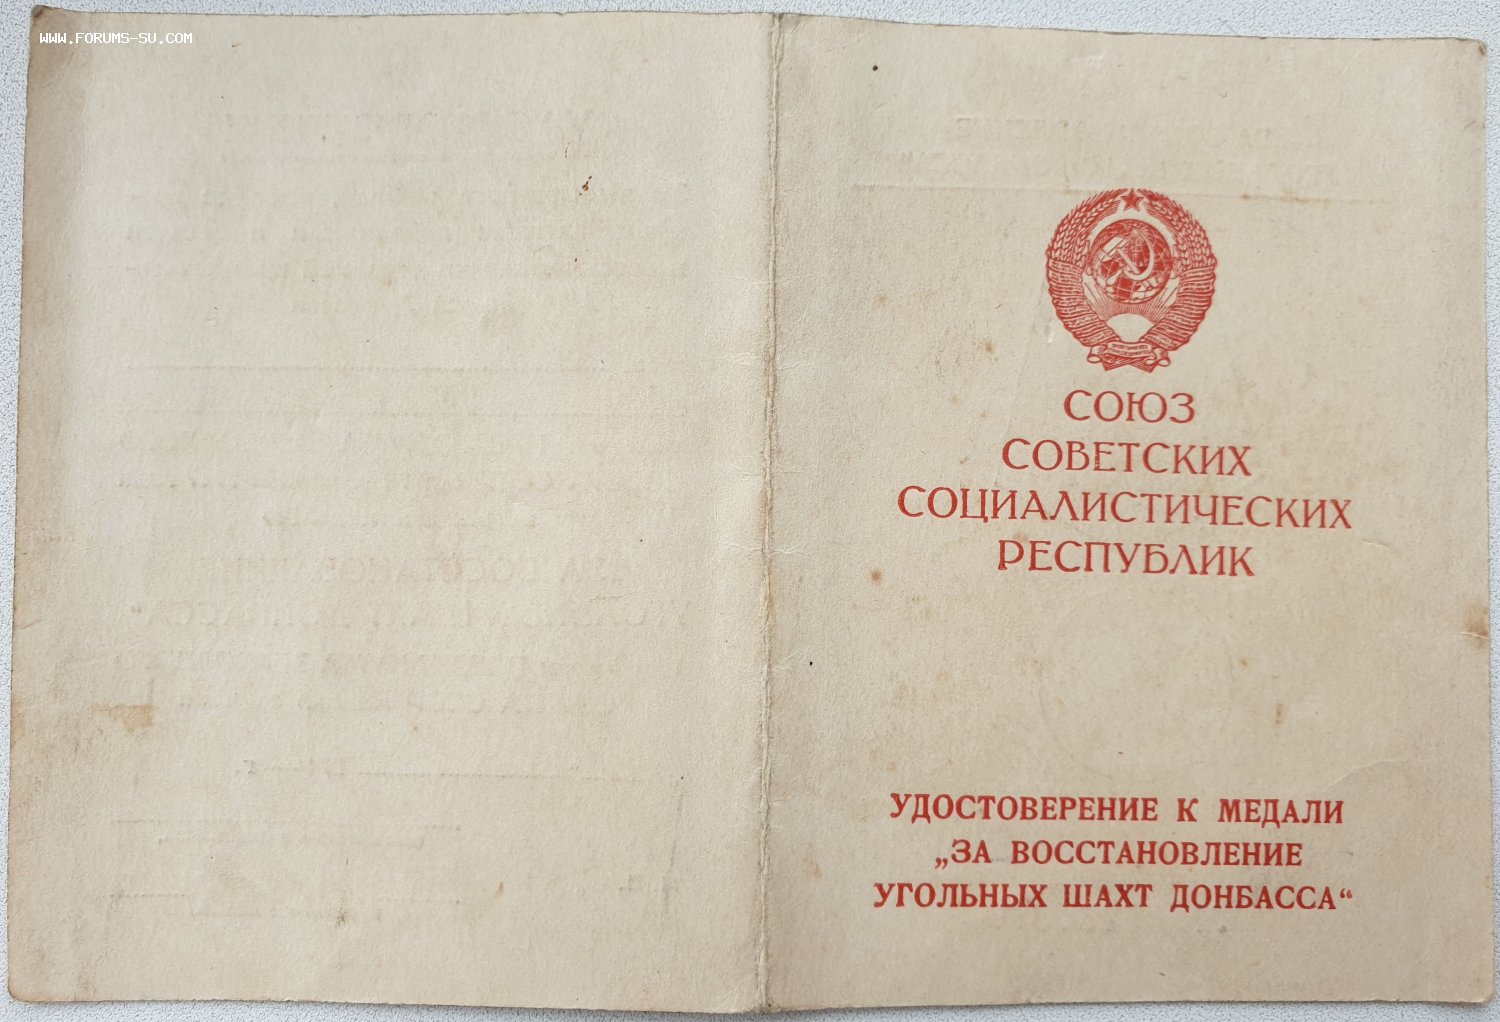 WWW.FORUMS-SU.COM
СОЮЗ
СОВЕТСКИХ
СОЦИАЛИСТИЧЕСКИХ
РЕСПУБЛИК
УДОСТОВЕРЕНИЕ К МЕДАЛИ
„ЗА ВОССТАНОВЛЕНИЕ
УГОЛЬНЫХ ШАХТ ДОНБАССА“